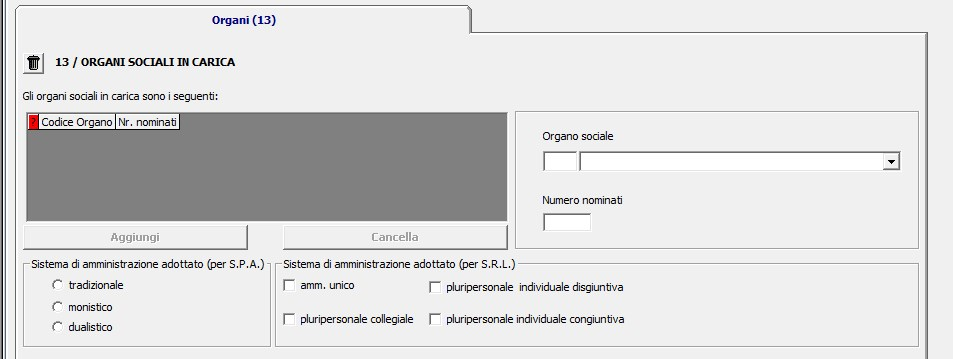 Organi (13)
13 / ORGANI SOCIALI IN CARICA
Gli organi sociali in carica sono i seguenti:
? Codice Organo Nr. nominati
Organo sociale
Numero nominati
Aggiungi Cancella
Sistema di amministrazione adottato (per S.P.A.)
tradizionale
monistico
dualistico
Sistema di amministrazione adottato (per S.R.L.)
amm. unico pluripersonale individuale disgiuntiva
pluripersonale collegiale pluripersonale individuale congiuntiva